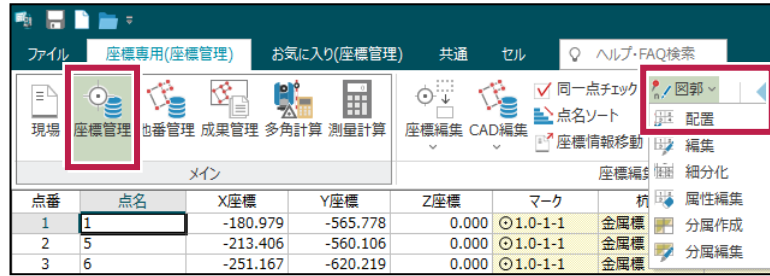 ファイル 座標専用(座標管理) お気に入り(座標管理) 共通 セル ヘルプ・FAQ検索
現場 座標管理 地番管理 成果管理 多角計算 測量計算 座標編集 CAD編集
同一点チェック
点名ソート
座標情報移動
図郭
配置
編集
細分化
属性編集
分属作成
分属編集
メイン 座標編集
点番 点名 X座標 Y座標 Z座標 マーク 杭
1 1 -180.979 -565.778 0.000 1.0-1-1 金属標
2 5 -213.406 -560.106 0.000 1.0-1-1 金属標
3 6 -251.167 -620.219 0.000 1.0-1-1 金属標